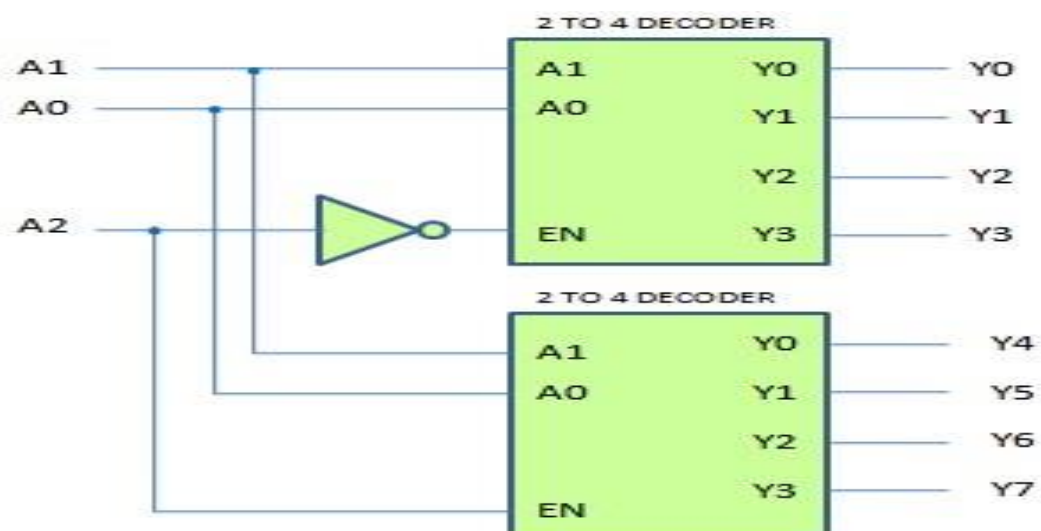 2 TO 4 DECODER
A1 A1 Y0 Y0
A0 A0 Y1 Y1
Y2 Y2
A2 EN Y3 Y3
2 TO 4 DECODER
A1 Y0 Y4
A0 Y1 Y5
Y2 Y6
Y3 Y7
EN